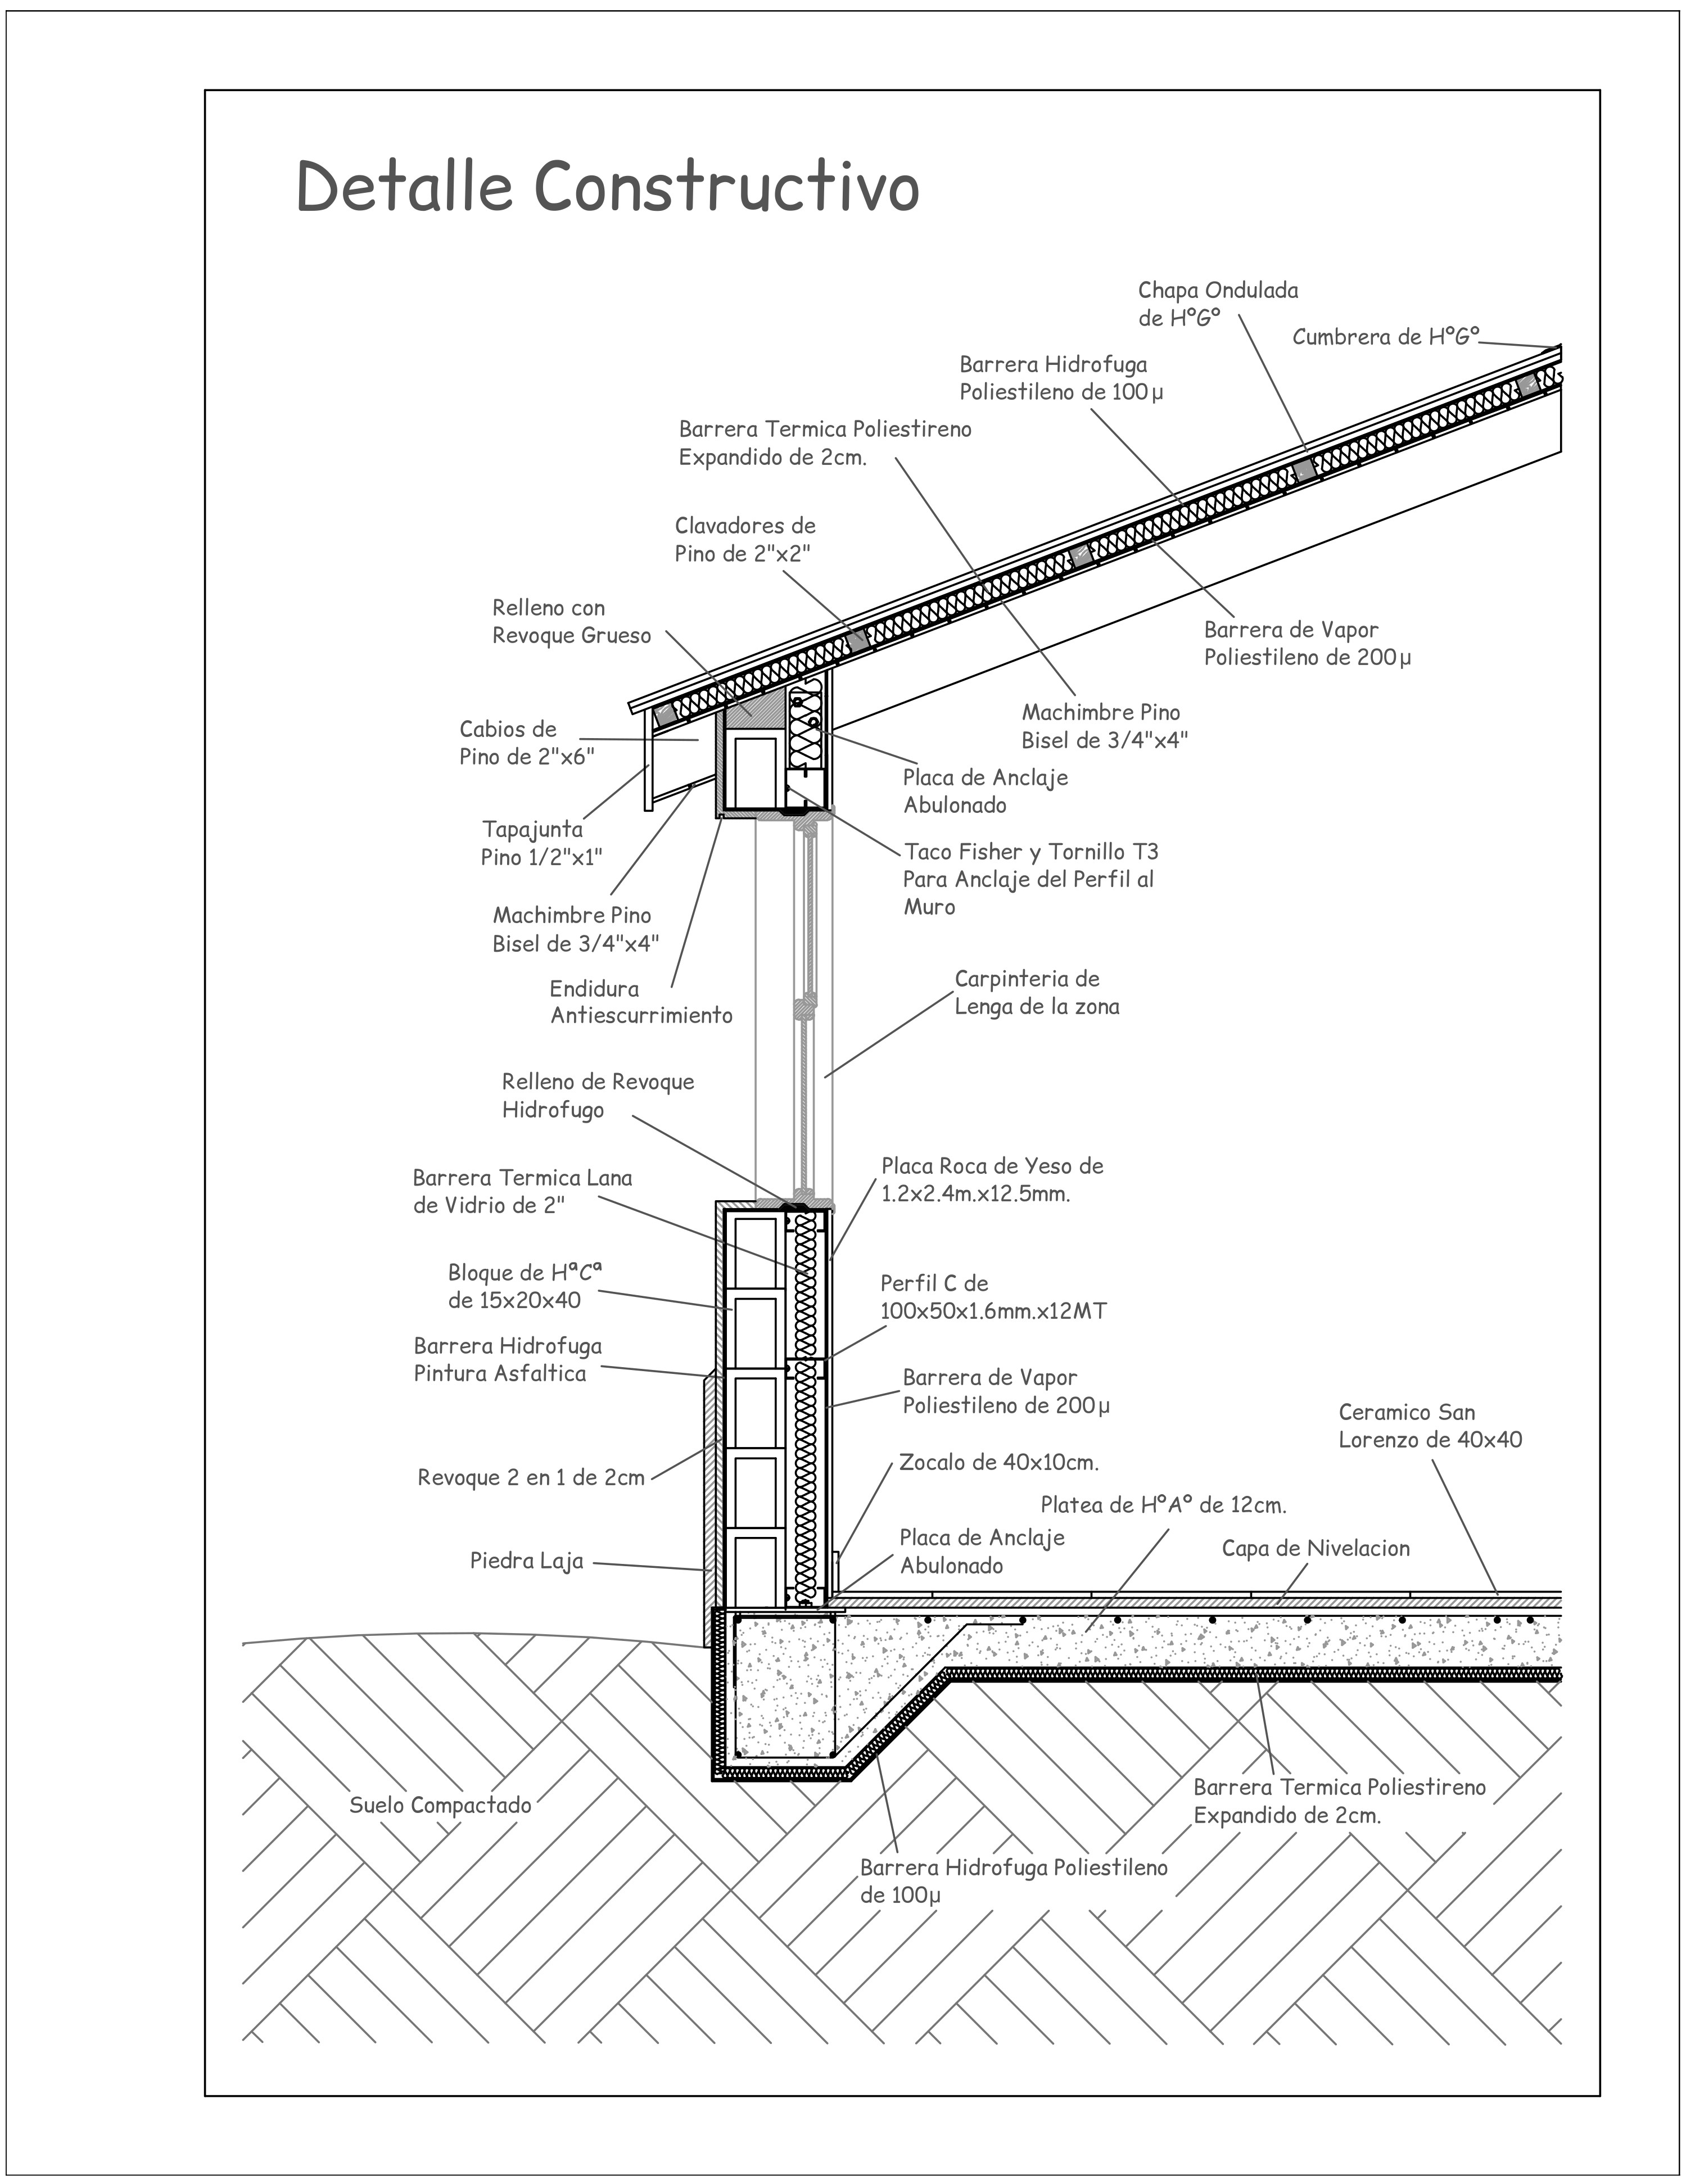 Detalle Constructivo
Chapa Ondulada
de HºGº
Cumbrera de HºGº
Barrera Hidrofuga
Poliestileno de 100µ
Barrera Termica Poliestireno
Expandido de 2cm.
Clavadores de
Pino de 2"x2"
Relleno con
Revoque Grueso
Barrera de Vapor
Poliestileno de 200µ
Machimbre Pino
Bisel de 3/4"x4"
Cabios de
Pino de 2"x6"
Placa de Anclaje
Abulonado
Tapajunta
Pino 1/2"x1"
Taco Fisher y Tornillo T3
Para Anclaje del Perfil al
Muro
Machimbre Pino
Bisel de 3/4"x4"
Endidura
Antiescurrimiento
Carpinteria de
Lenga de la zona
Relleno de Revoque
Hidrofugo
Placa Roca de Yeso de
1.2x2.4m.x12.5mm.
Barrera Termica Lana
de Vidrio de 2"
Bloque de HªCª
de 15x20x40
Perfil C de
100x50x1.6mm.x12MT
Barrera Hidrofuga
Pintura Asfaltica
Barrera de Vapor
Poliestileno de 200µ
Ceramico San
Lorenzo de 40x40
Zocalo de 40x10cm.
Revoque 2 en 1 de 2cm
Platea de HºAº de 12cm.
Placa de Anclaje
Abulonado
Capa de Nivelacion
Piedra Laja
Suelo Compactado
Barrera Termica Poliestireno
Expandido de 2cm.
Barrera Hidrofuga Poliestileno
de 100µ